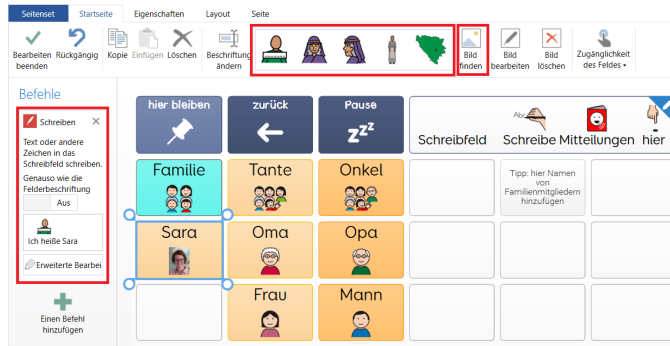 Seitenset Startseite Eigenschaften Layout Seite
Bearbeiten beenden
Rückgängig
Kopie
Einfügen
Löschen
Beschriftung ändern
Bild finden
Bild bearbeiten
Bild löschen
Zugänglichkeit des Feldes
Befehle
Schreiben
Text oder andere
Zeichen in das
Schreibfeld schreiben.
Genauso wie die
Felderbeschriftung
Aus
Ich heiße Sara
Erweiterte Bearbei
Einen Befehl
hinzufügen
hier bleiben zurück Pause
zzz
Abc
Schreibfeld Schreibe Mitteilungen hier
Familie Tante Onkel
Tipp: hier Namen
von
Familienmitgliedern
hinzufügen
Sara Oma Opa
Frau Mann